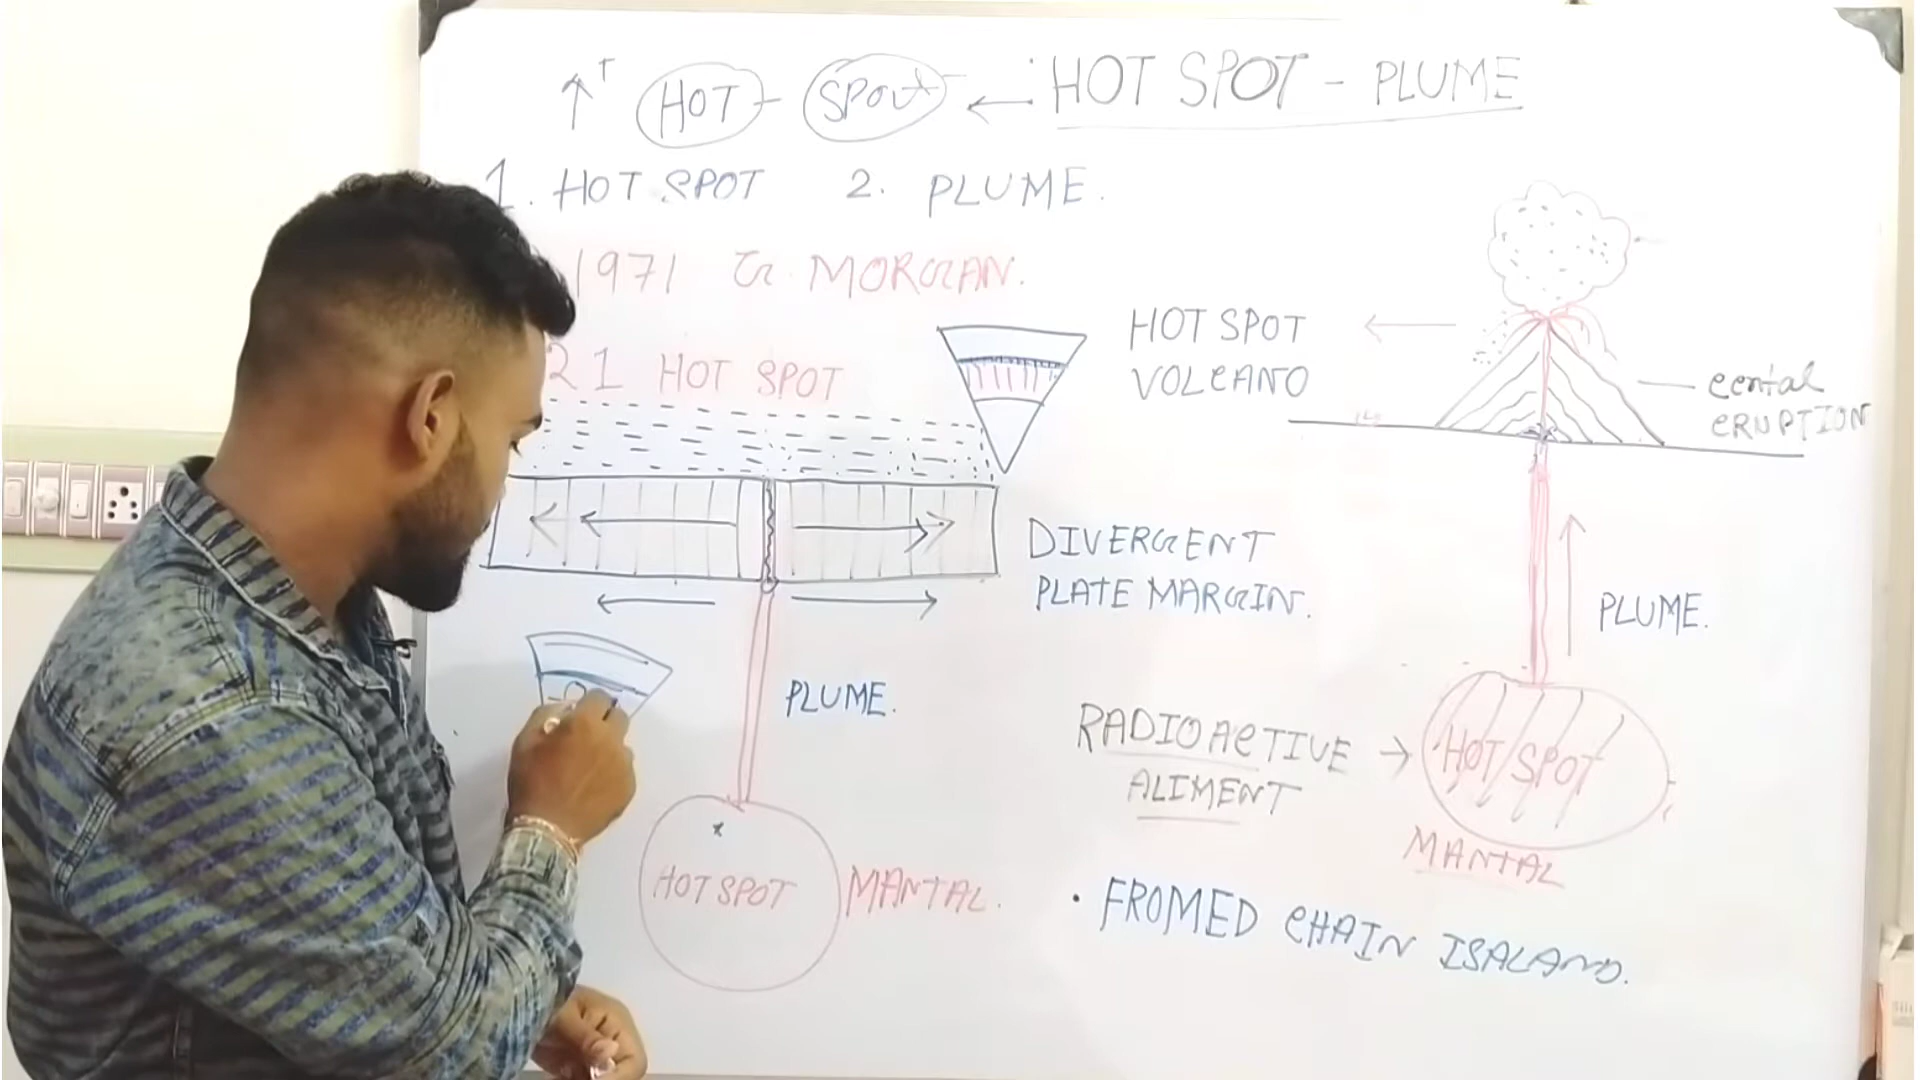 ↑ T HOT - SPOT ← HOT SPOT - PLUME
1. HOT SPOT 2. PLUME.
1971 G. MORGAN.
21 HOT SPOT
HOT SPOT
VOLCANO
cental
ERUPTION
DIVERGENT
PLATE MARGIN.
PLUME.
PLUME.
RADIOACTIVE →
ALIMENT
HOT SPOT
MANTAL
HOT SPOT
MANTAL.
• FROMED CHAIN ISALAND.